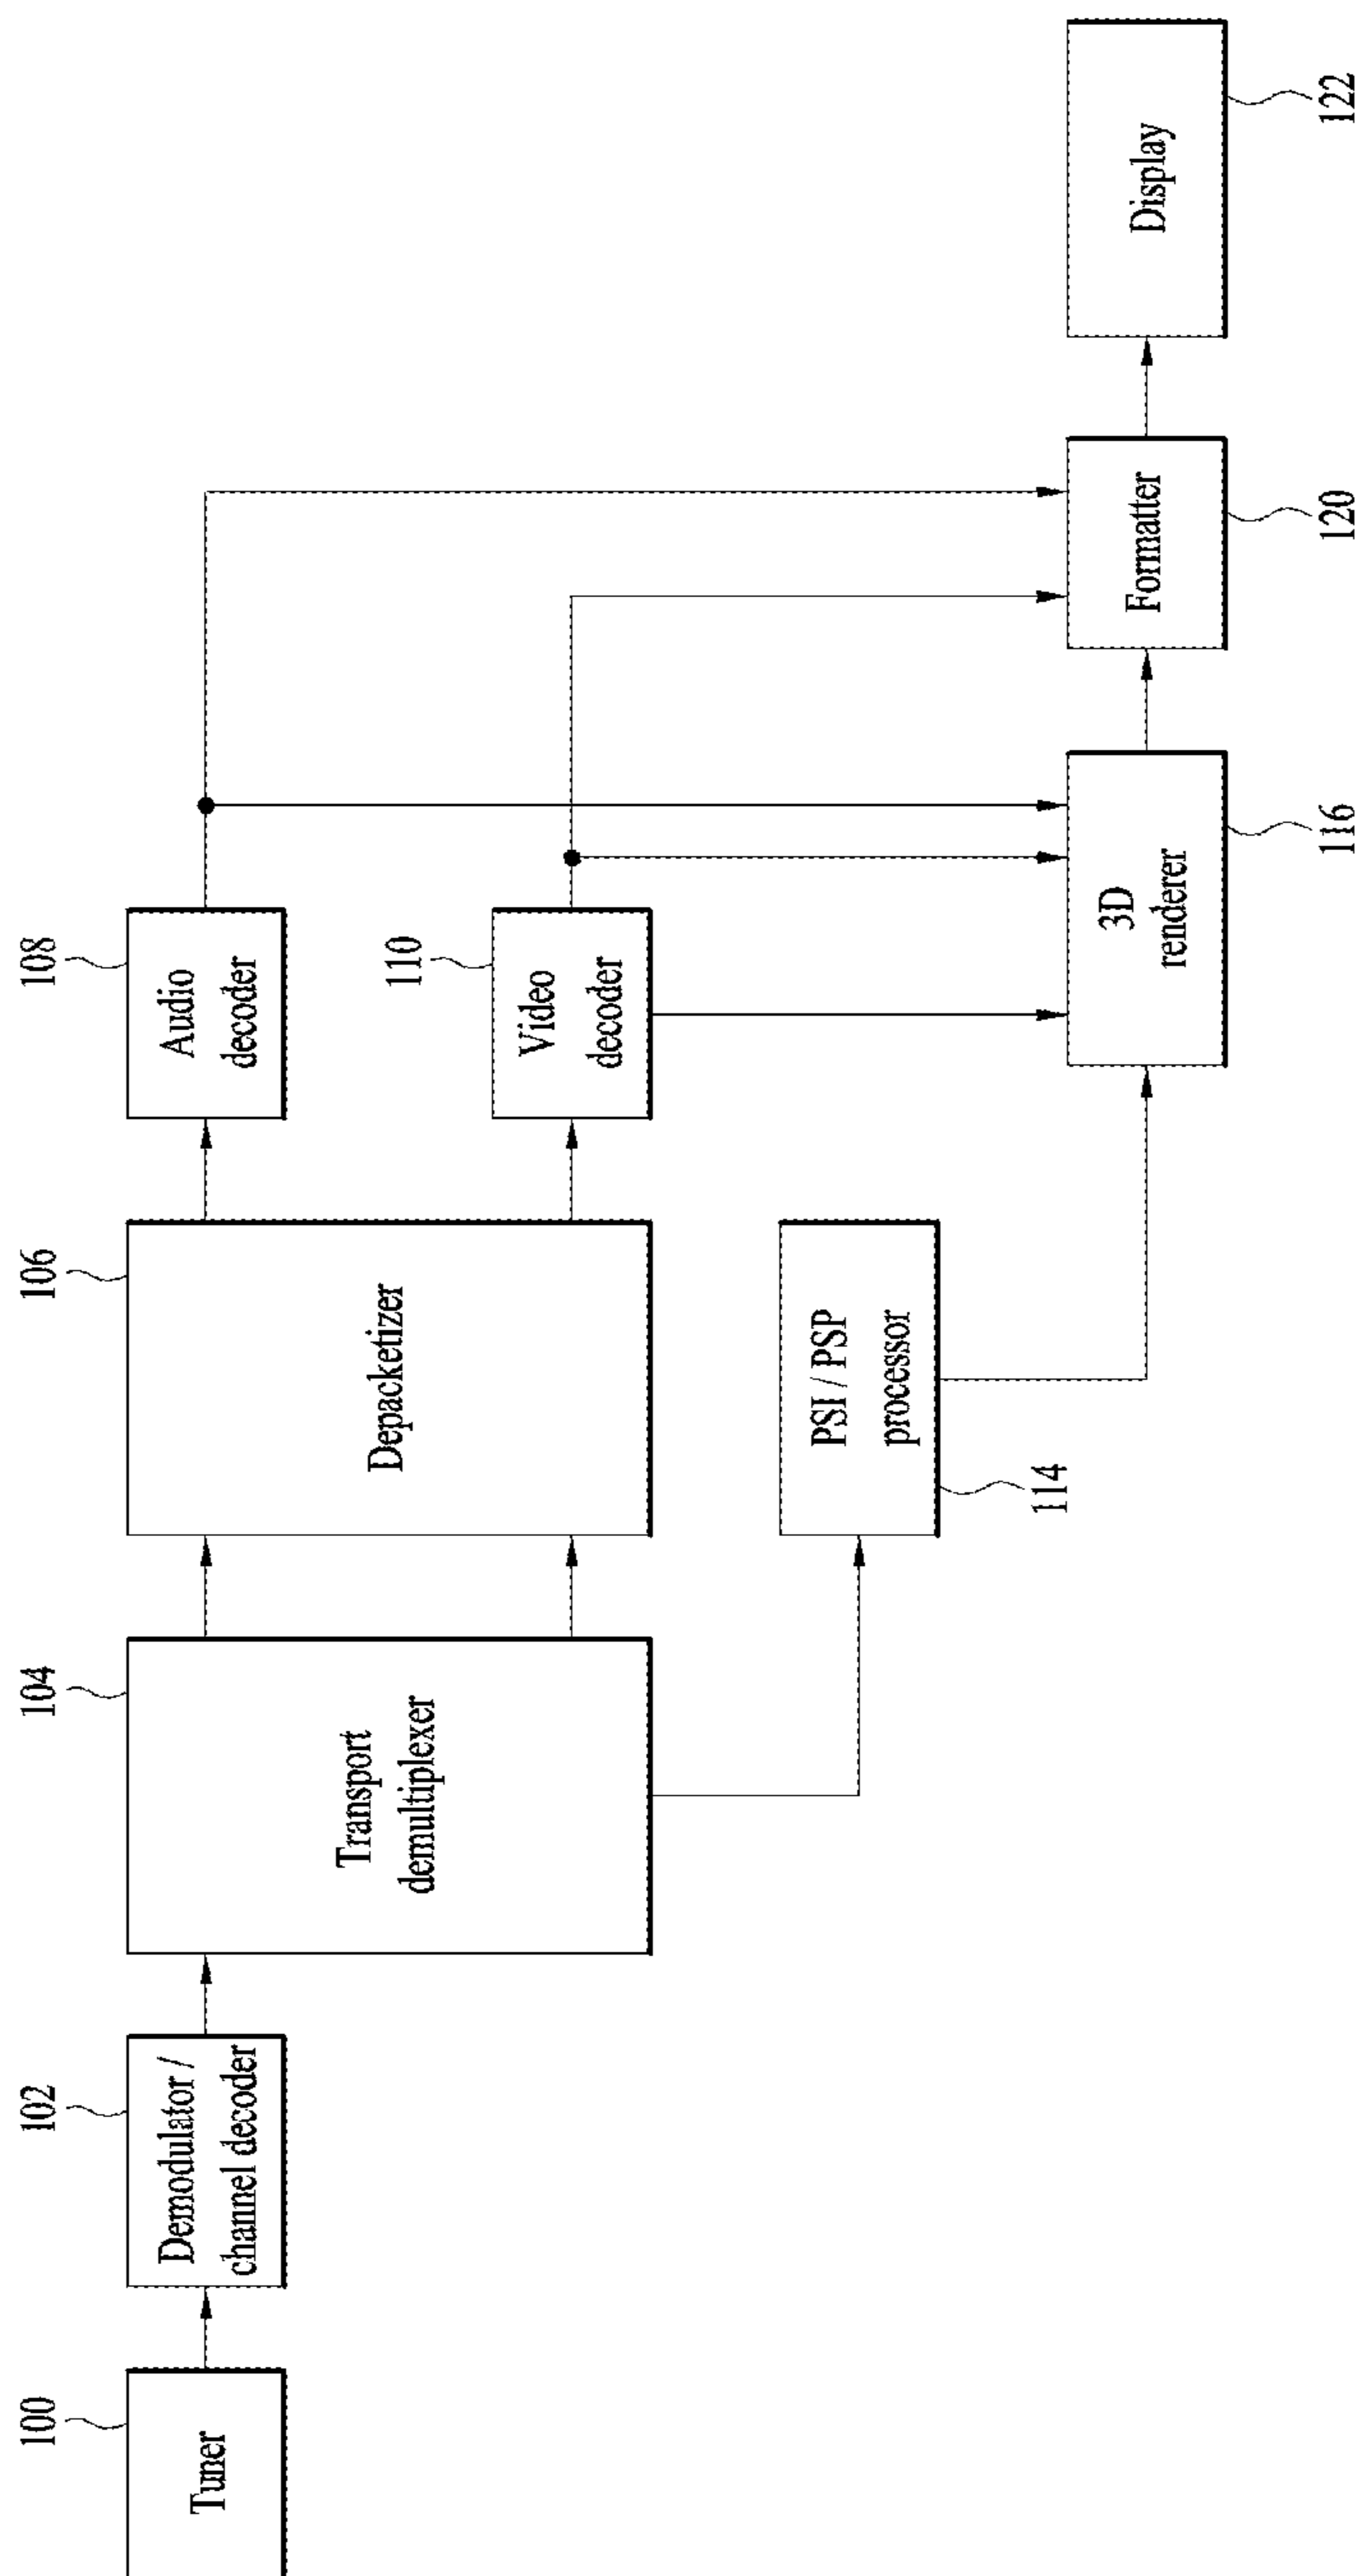 100
Tuner
102
Demodulator /
channel decoder
104
Transport
demultiplexer
106
Depacketizer
108
Audio
decoder
110
Video
decoder
PSI / PSP
processor
114
3D
renderer
116
Formatter
120
Display
122